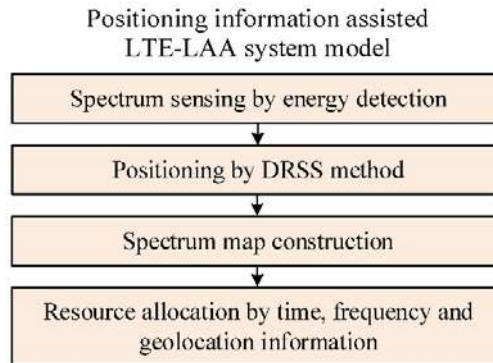 Positioning information assisted
LTE-LAA system model
Spectrum sensing by energy detection
Positioning by DRSS method
Spectrum map construction
Resource allocation by time, frequency and
geolocation information